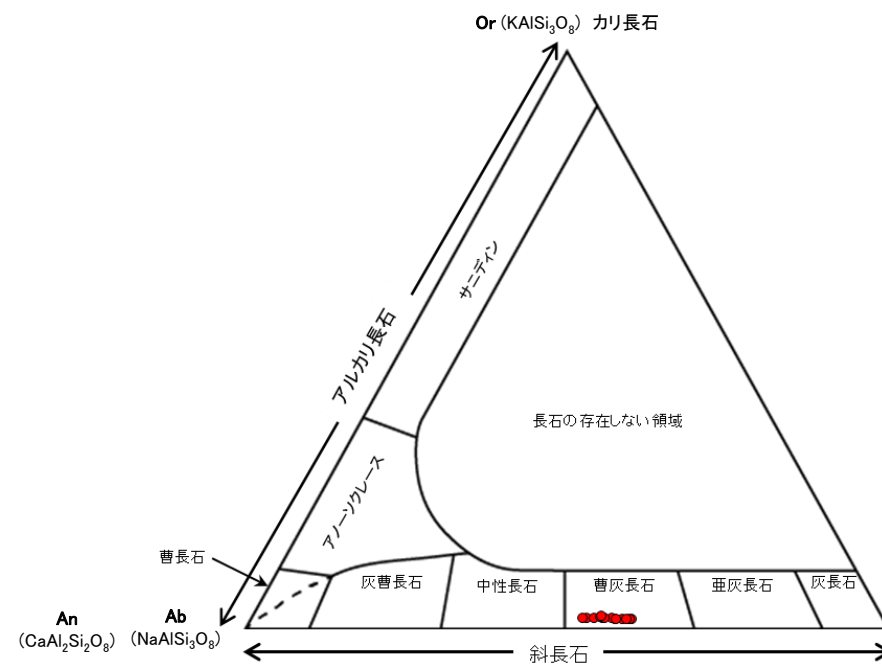 Or (KAlSi₃O₈) カリ長石
サニディン
アルカリ長石
長石の存在しない領域
アノーソクレース
曹長石
灰曹長石
中性長石
曹灰長石
亜灰長石
灰長石
An
(CaAl₂Si₂O₈)
Ab
(NaAlSi₃O₈)
斜長石